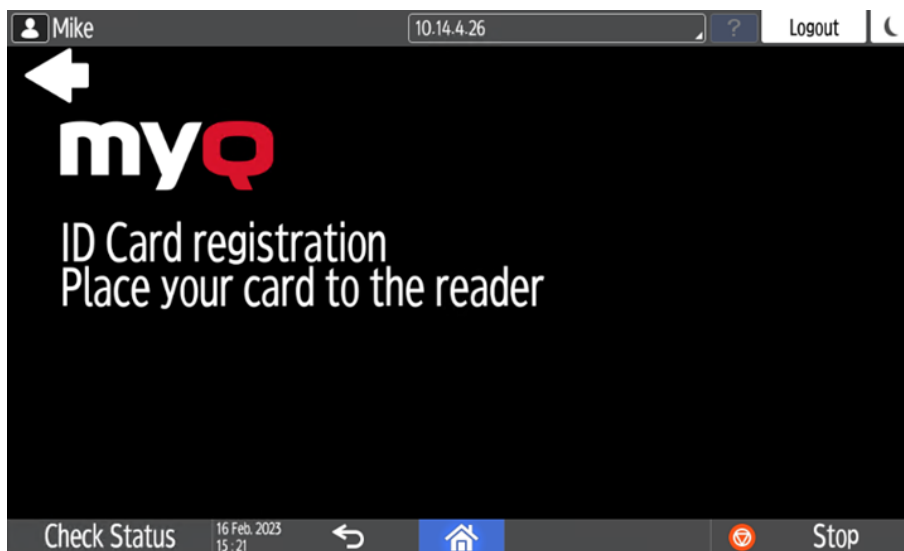 Mike
10.14.4.26
?
Logout
myQ
ID Card registration
Place your card to the reader
Check Status
16 Feb. 2023
15 : 21
Stop